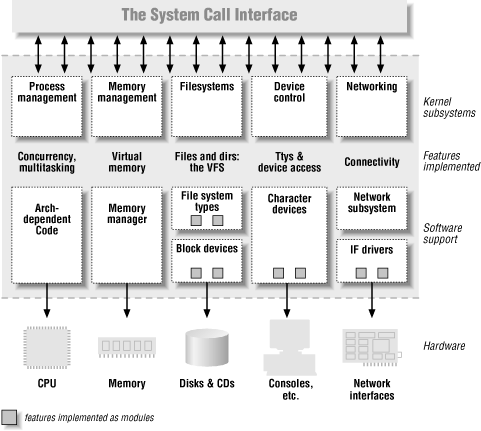 The System Call Interface
Process
management
Memory
management
Filesystems
Device
control
Networking
Kernel
subsystems
Concurrency,
multitasking
Virtual
memory
Files and dirs:
the VFS
Ttys &
device access
Connectivity
Features
implemented
Arch-
dependent
Code
Memory
manager
File system
types
Block devices
Character
devices
Network
subsystem
IF drivers
Software
support
Hardware
CPU
Memory
Disks & CDs
Consoles,
etc.
Network
interfaces
features implemented as modules